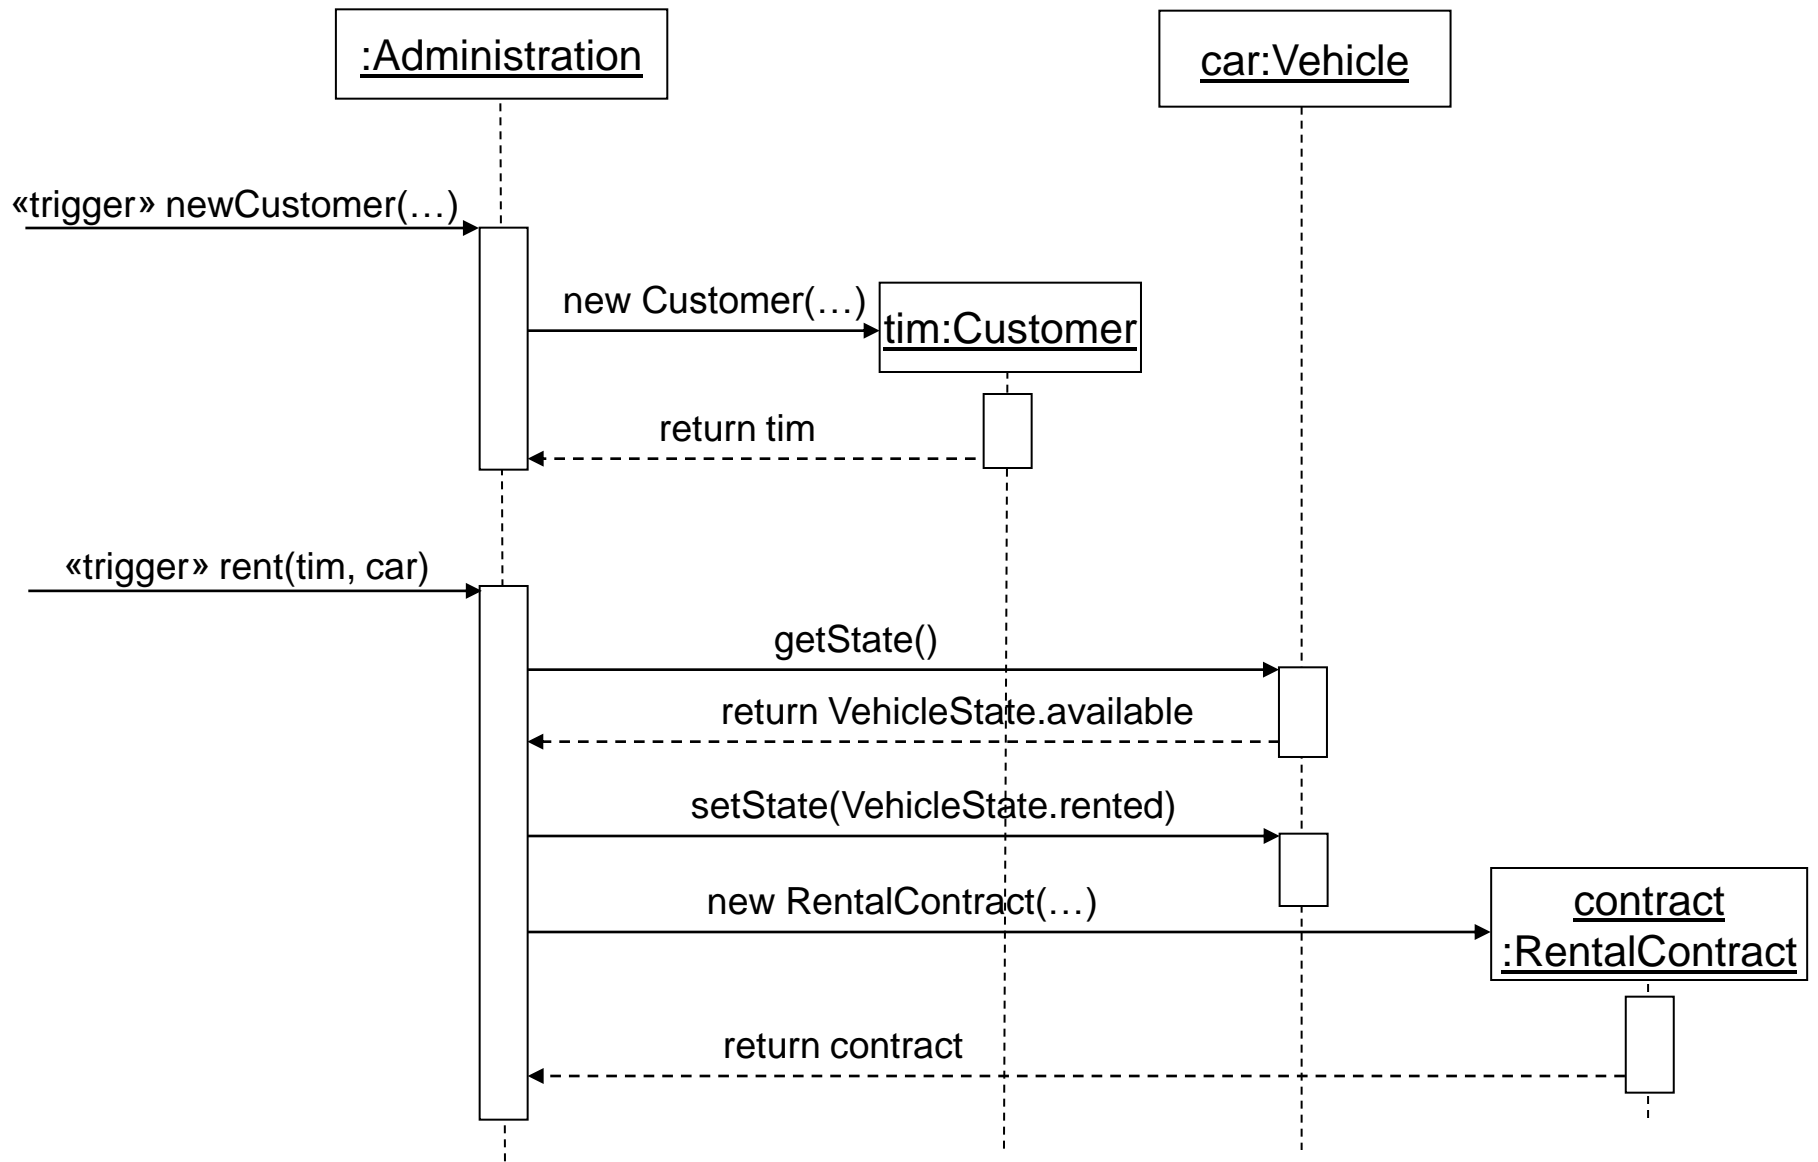 :Administration
car:Vehicle
«trigger» newCustomer(…)
new Customer(…)
tim:Customer
return tim
«trigger» rent(tim, car)
getState()
return VehicleState.available
setState(VehicleState.rented)
new RentalContract(…)
contract
:RentalContract
return contract